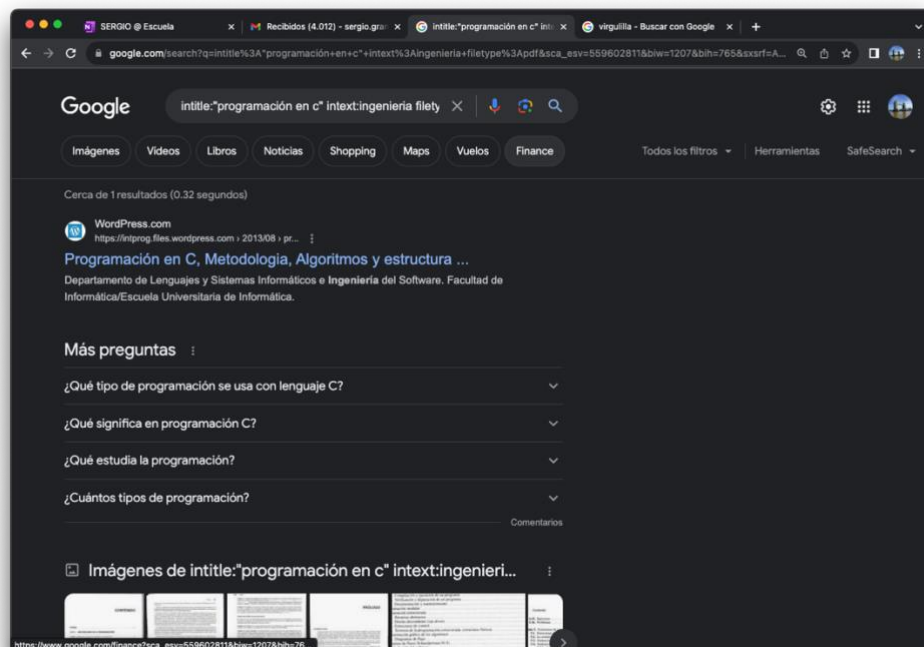 SERGIO @ Escuela
Recibidos (4.012) - sergio.gra
intitle:"programación en c" int
virgulilla - Buscar con Google
google.com/search?q=intitle%3A"programación+en+c"+intext%3Aingenieria+filetype%3Apdf&sca_esv=559602811&biw=1207&bih=765&sxsrf=A...
Google
intitle:"programación en c" intext:ingenieria filety
Imágenes
Videos
Libros
Noticias
Shopping
Maps
Vuelos
Finance
Todos los filtros
Herramientas
SafeSearch
Cerca de 1 resultados (0.32 segundos)
WordPress.com
https://intprog.files.wordpress.com › 2013/08 › pr...
Programación en C, Metodologia, Algoritmos y estructura ...
Departamento de Lenguajes y Sistemas Informáticos e Ingeniería del Software. Facultad de
Informática/Escuela Universitaria de Informática.
Más preguntas
¿Qué tipo de programación se usa con lenguaje C?
¿Qué significa en programación C?
¿Qué estudia la programación?
¿Cuántos tipos de programación?
Comentarios
Imágenes de intitle:"programación en c" intext:ingenieri...
CONTENIDO
PRÓLOGO
https://www.google.com/finance?sca_esv=559602811&biw=1207&bih=76...